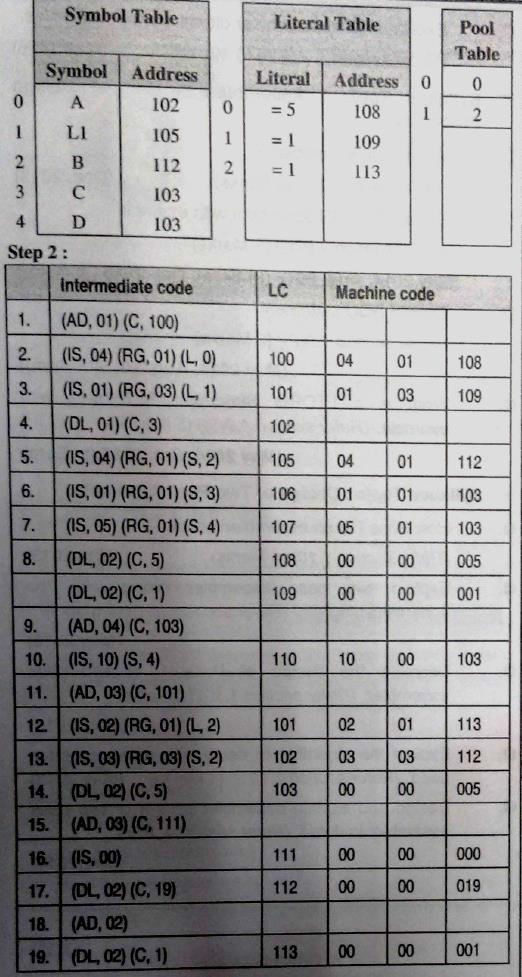 Symbol Table
Symbol Address
0 A 102
1 L1 105
2 B 112
3 C 103
4 D 103
Literal Table
Literal Address
0 = 5 108
1 = 1 109
2 = 1 113
Pool
Table
0 0
1 2
Step 2 :
Intermediate code LC Machine code
1. (AD, 01) (C, 100)
2. (IS, 04) (RG, 01) (L, 0) 100 04 01 108
3. (IS, 01) (RG, 03) (L, 1) 101 01 03 109
4. (DL, 01) (C, 3) 102
5. (IS, 04) (RG, 01) (S, 2) 105 04 01 112
6. (IS, 01) (RG, 01) (S, 3) 106 01 01 103
7. (IS, 05) (RG, 01) (S, 4) 107 05 01 103
8. (DL, 02) (C, 5) 108 00 00 005
(DL, 02) (C, 1) 109 00 00 001
9. (AD, 04) (C, 103)
10. (IS, 10) (S, 4) 110 10 00 103
11. (AD, 03) (C, 101)
12. (IS, 02) (RG, 01) (L, 2) 101 02 01 113
13. (IS, 03) (RG, 03) (S, 2) 102 03 03 112
14. (DL, 02) (C, 5) 103 00 00 005
15. (AD, 03) (C, 111)
16. (IS, 00) 111 00 00 000
17. (DL, 02) (C, 19) 112 00 00 019
18. (AD, 02)
19. (DL, 02) (C, 1) 113 00 00 001